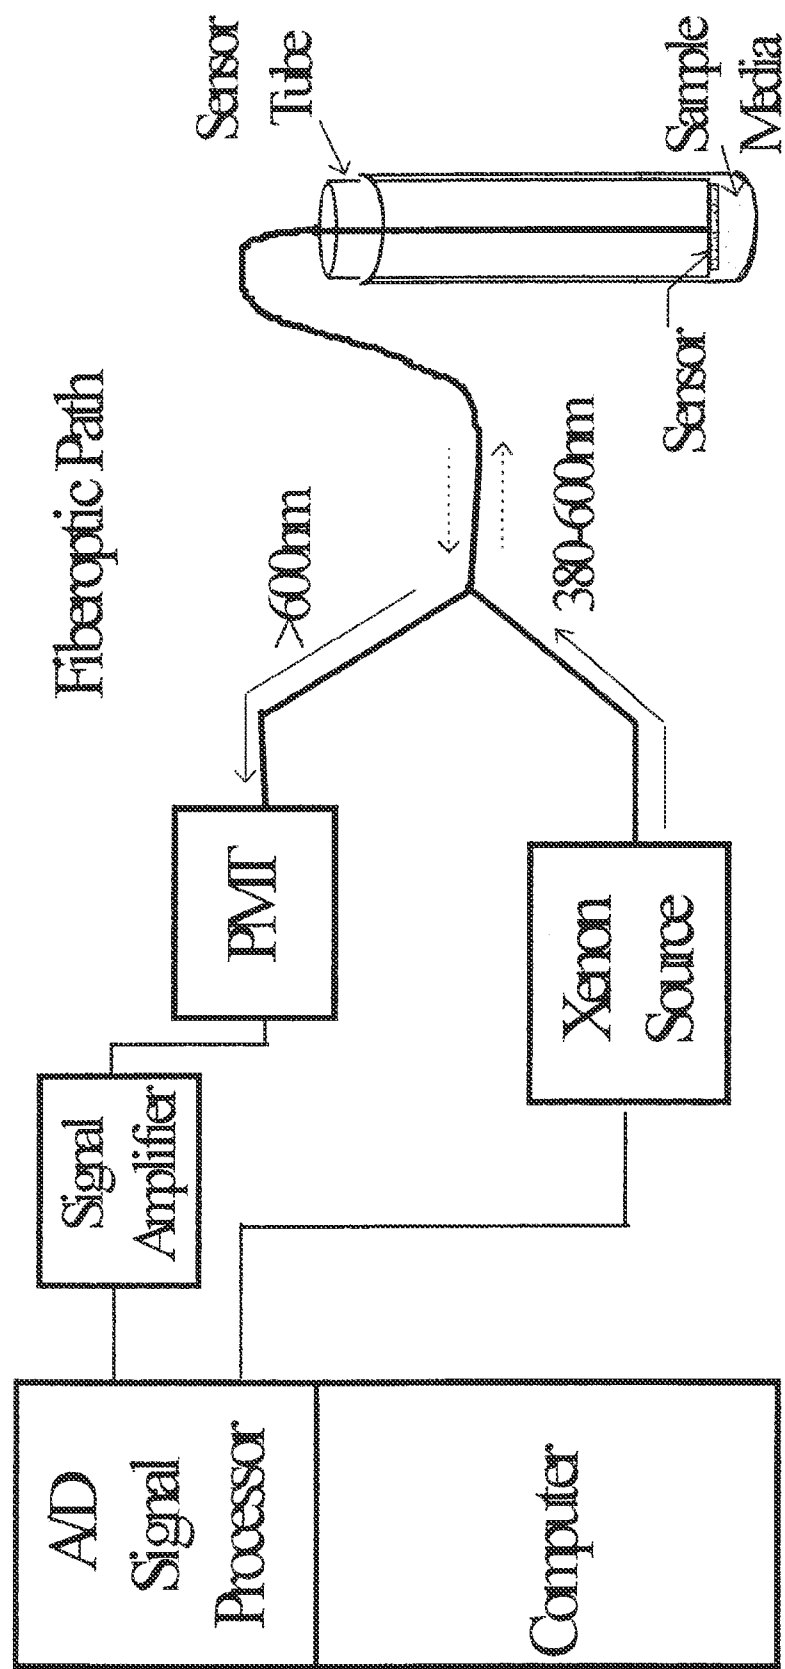 Fiberoptic Path
A/D
Signal
Processor
Computer
Signal
Amplifier
PMT
Xenon
Source
>600nm
380-600nm
Sensor
Tube
Sensor
Sample
Media